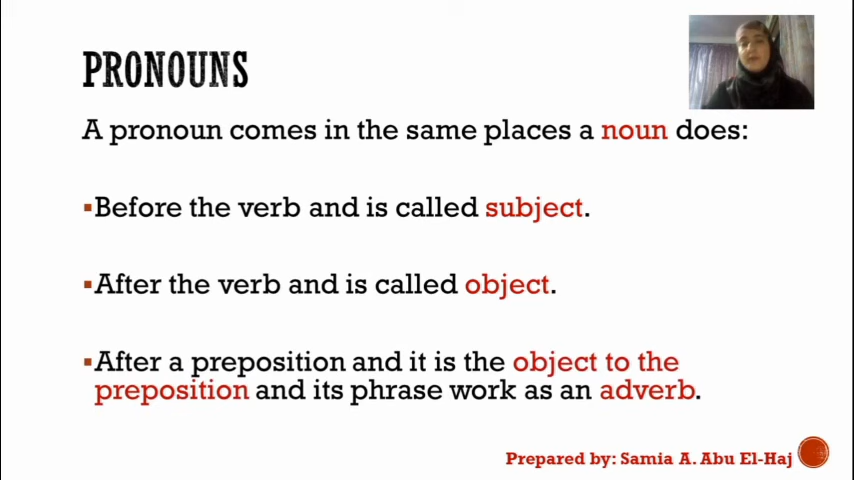 PRONOUNS
A pronoun comes in the same places a noun does:
▪Before the verb and is called subject.
▪After the verb and is called object.
▪After a preposition and it is the object to the
preposition and its phrase work as an adverb.
Prepared by: Samia A. Abu El-Haj